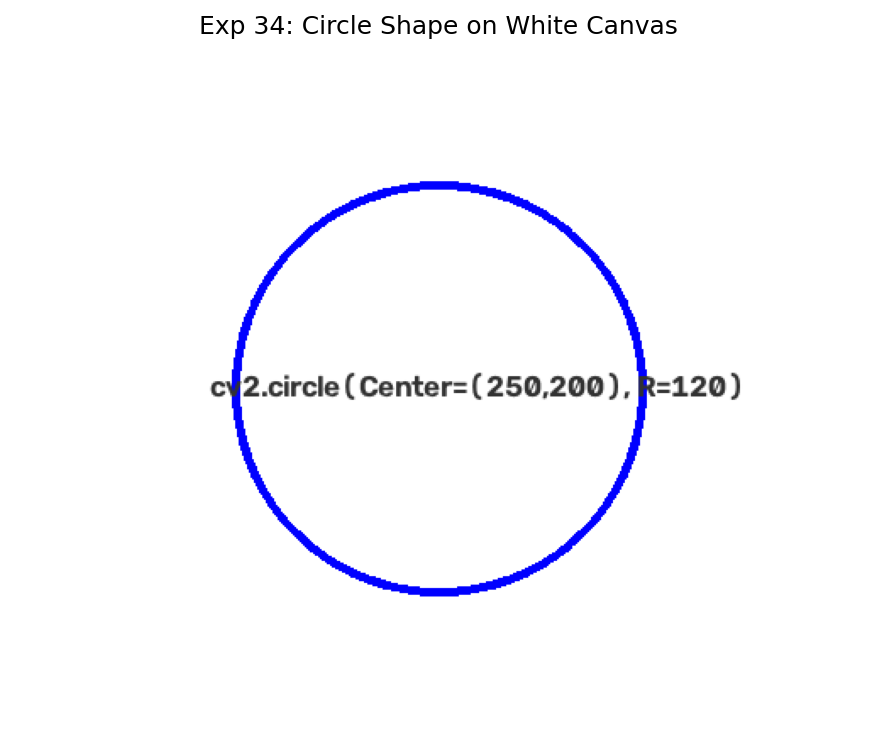 Exp 34: Circle Shape on White Canvas
cv2.circle(Center=(250,200), R=120)